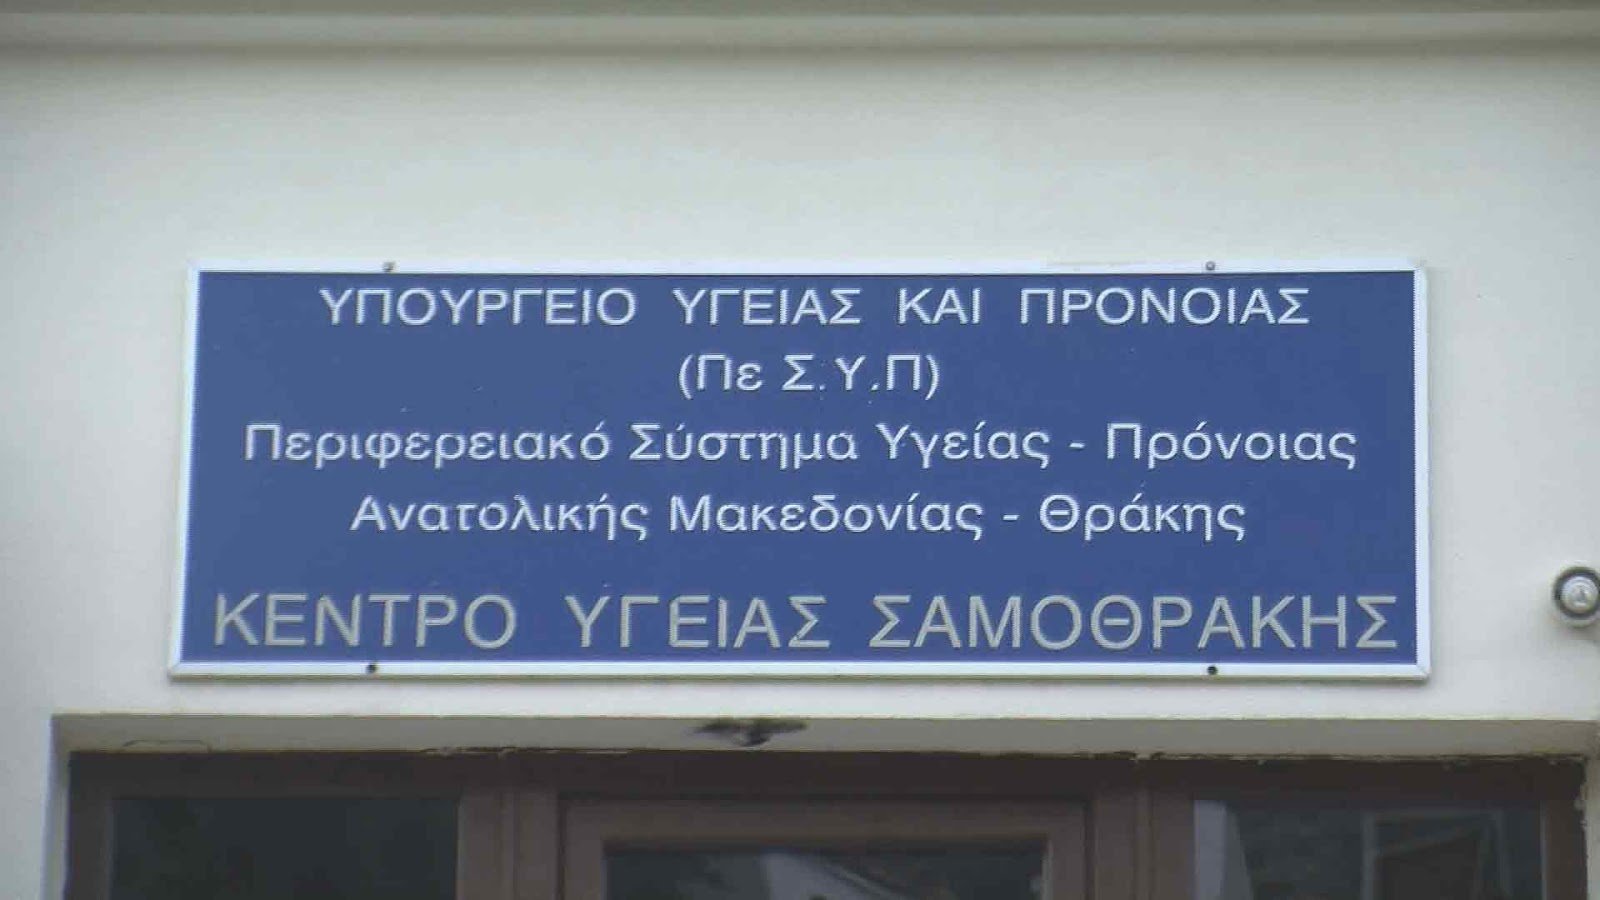 ΥΠΟΥΡΓΕΙΟ ΥΓΕΙΑΣ ΚΑΙ ΠΡΟΝΟΙΑΣ
(Πε Σ.Υ.Π)
Περιφερειακό Σύστημα Υγείας - Πρόνοιας
Ανατολικής Μακεδονίας - Θράκης
ΚΕΝΤΡΟ ΥΓΕΙΑΣ ΣΑΜΟΘΡΑΚΗΣ